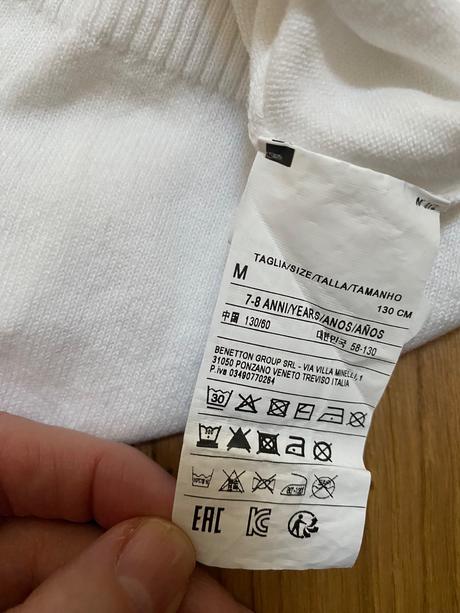 TAGLIA/SIZE/TALLA/TAMANHO
M 130 CM
7-8 ANNI/YEARS/ANOS/AÑOS
中国 130/60 대한민국 58-130
BENETTON GROUP SRL - VIA VILLA MINELLI, 1
31050 PONZANO VENETO TREVISO ITALIA
P.iva 03490770264
30
EAC